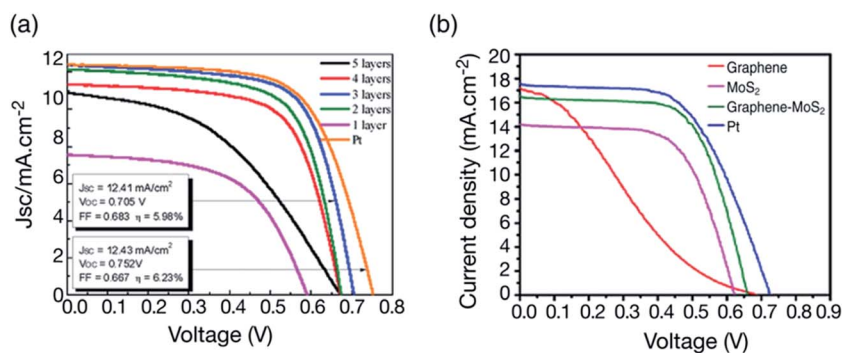 (a)
12
10
8
6
4
2
0
Jsc/mA.cm-2
0.0 0.1 0.2 0.3 0.4 0.5 0.6 0.7 0.8
Voltage (V)
5 layers
4 layers
3 layers
2 layers
1 layer
Pt
JSC = 12.41 mA/cm2
VOC = 0.705 V
FF = 0.683 η = 5.98%
JSC = 12.43 mA/cm2
VOC = 0.752V
FF = 0.667 η = 6.23%
(b)
20
18
16
14
12
10
8
6
4
2
0
Current density (mA.cm-2)
0.0 0.1 0.2 0.3 0.4 0.5 0.6 0.7 0.8 0.9
Voltage (V)
Graphene
MoS2
Graphene-MoS2
Pt